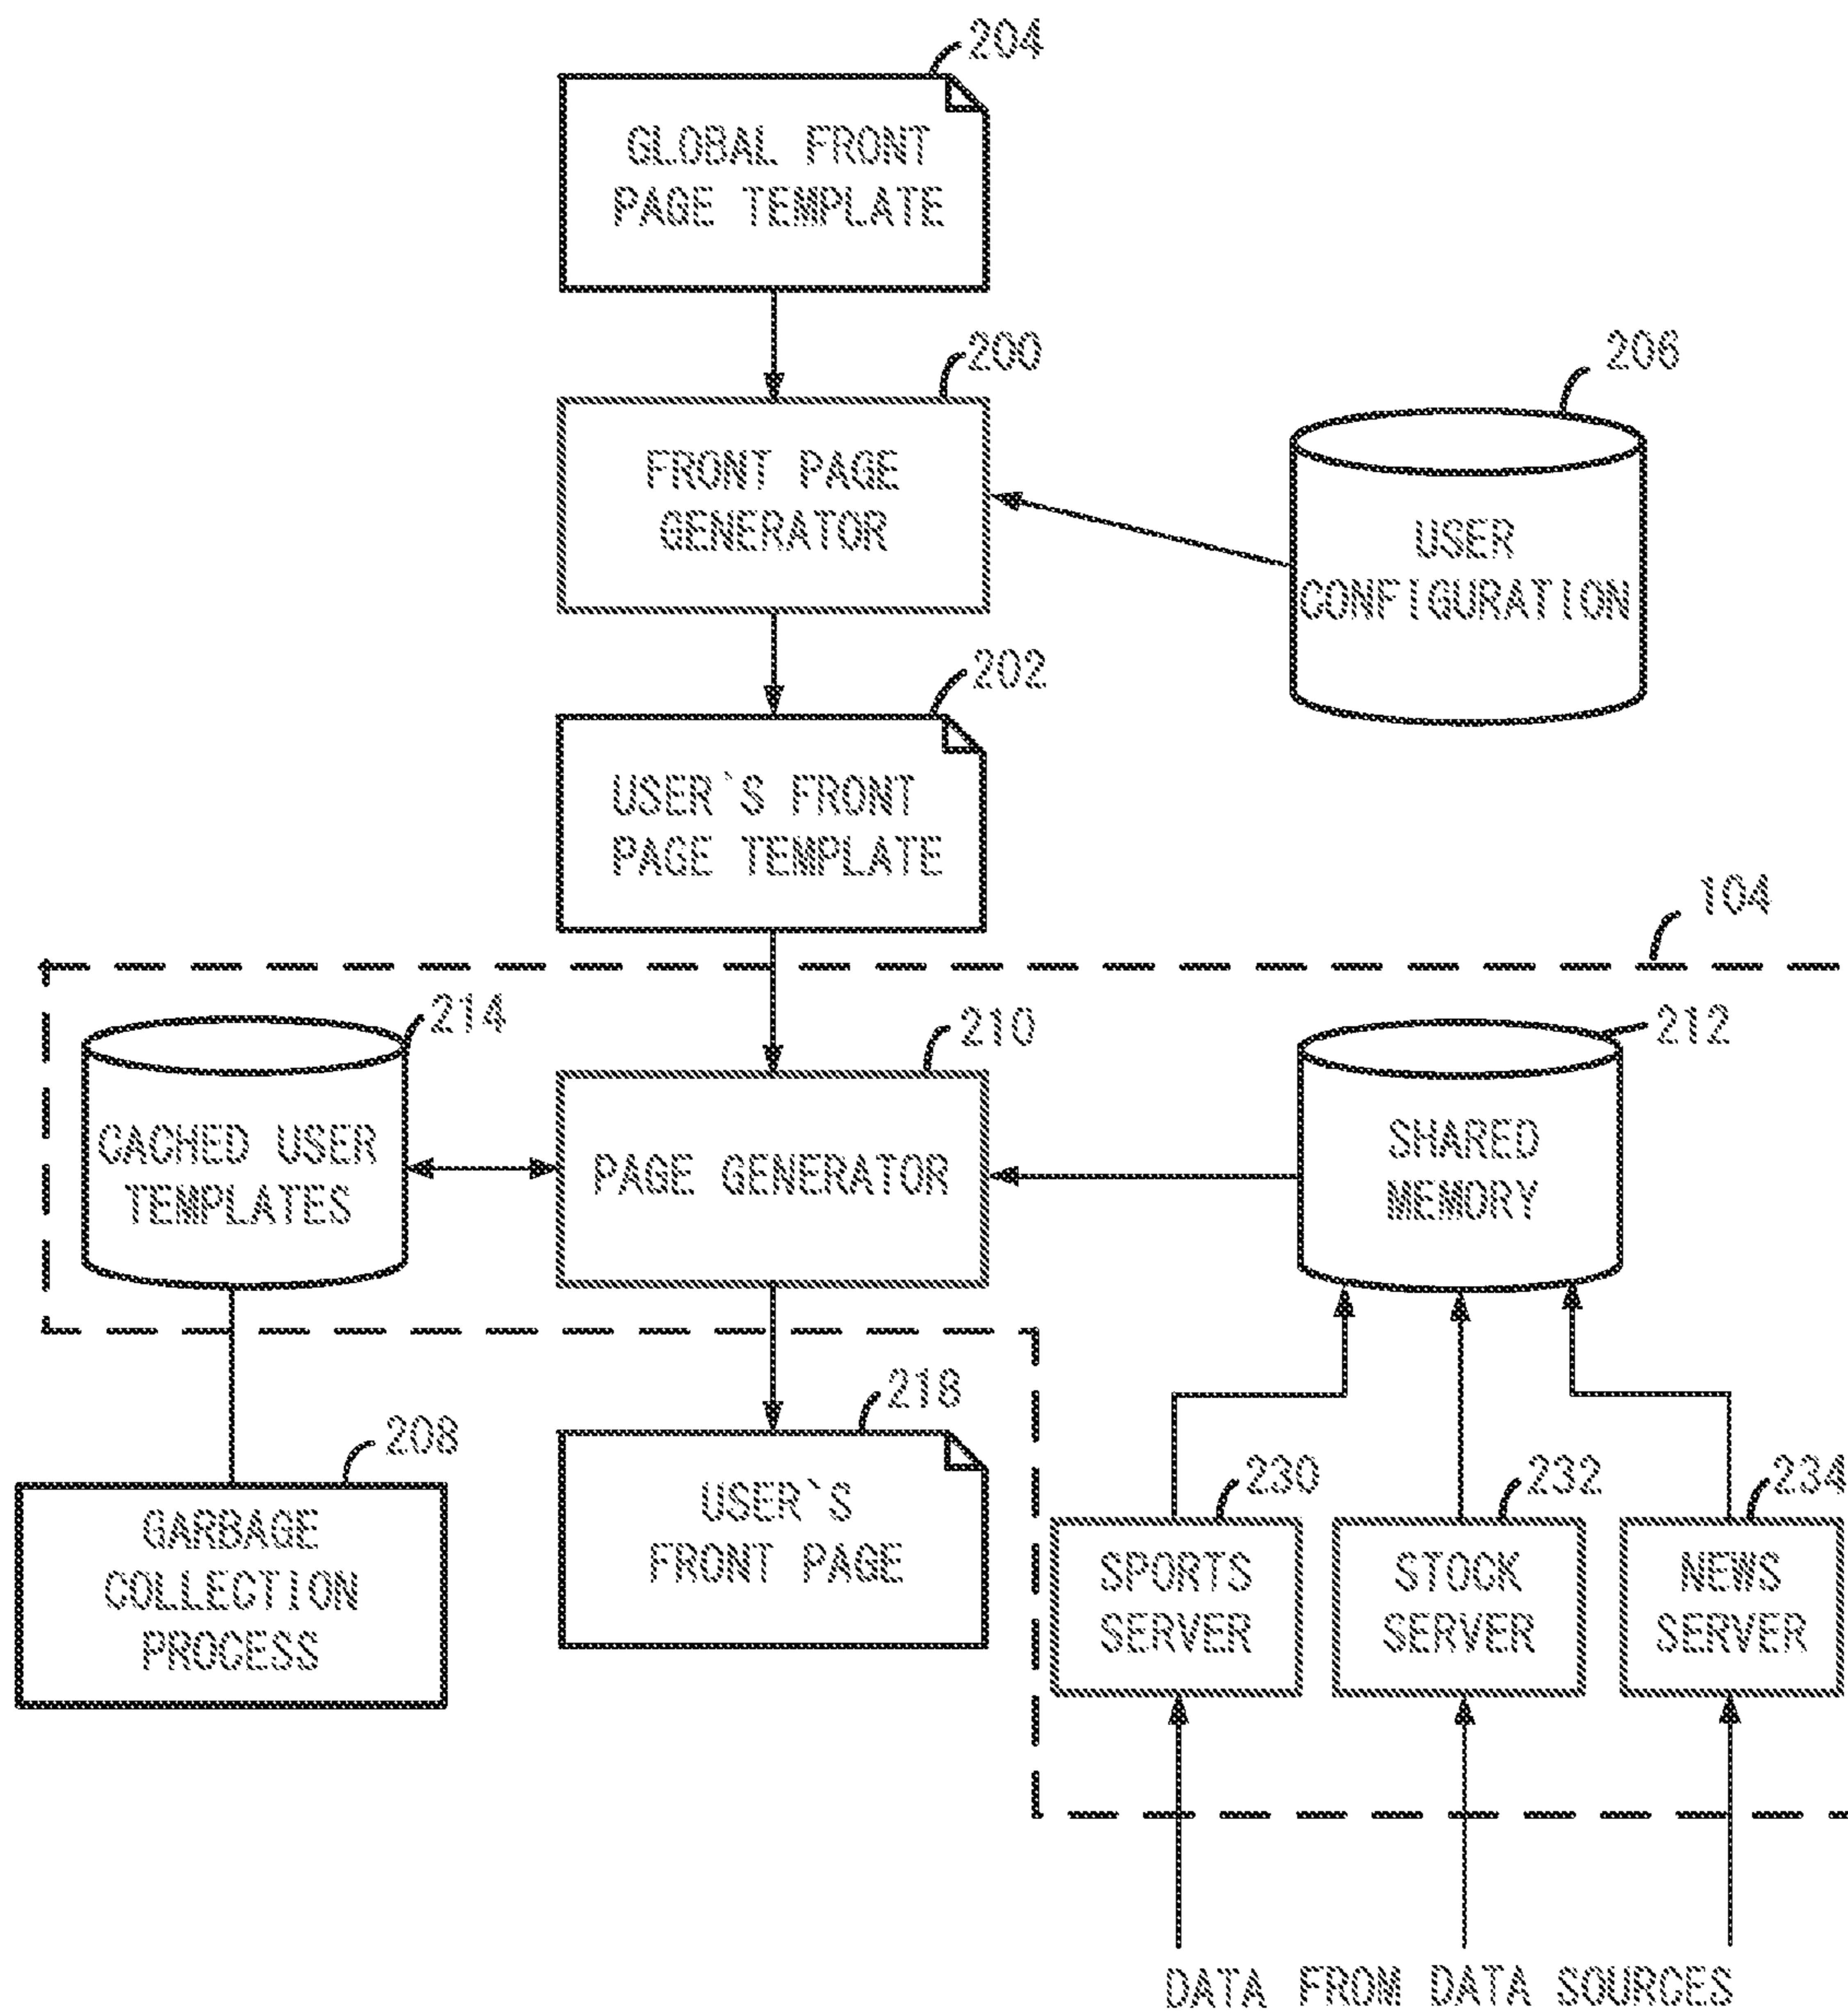 204
GLOBAL FRONT
PAGE TEMPLATE
200
206
FRONT PAGE
GENERATOR
USER
CONFIGURATION
202
USER`S FRONT
PAGE TEMPLATE
104
214
210
212
CACHED USER
TEMPLATES
PAGE GENERATOR
SHARED
MEMORY
218
208
230
232
234
GARBAGE
COLLECTION
PROCESS
USER`S
FRONT PAGE
SPORTS
SERVER
STOCK
SERVER
NEWS
SERVER
DATA FROM DATA SOURCES